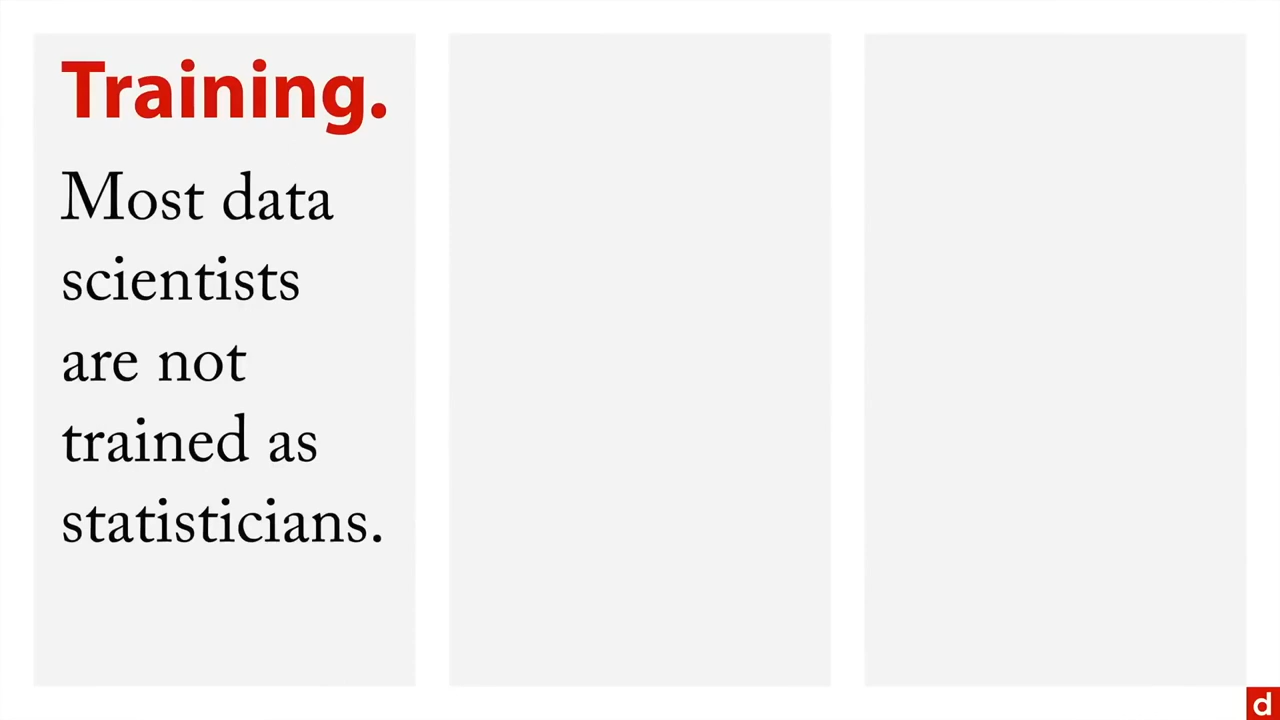 Training.
Most data
scientists
are not
trained as
statisticians.
d